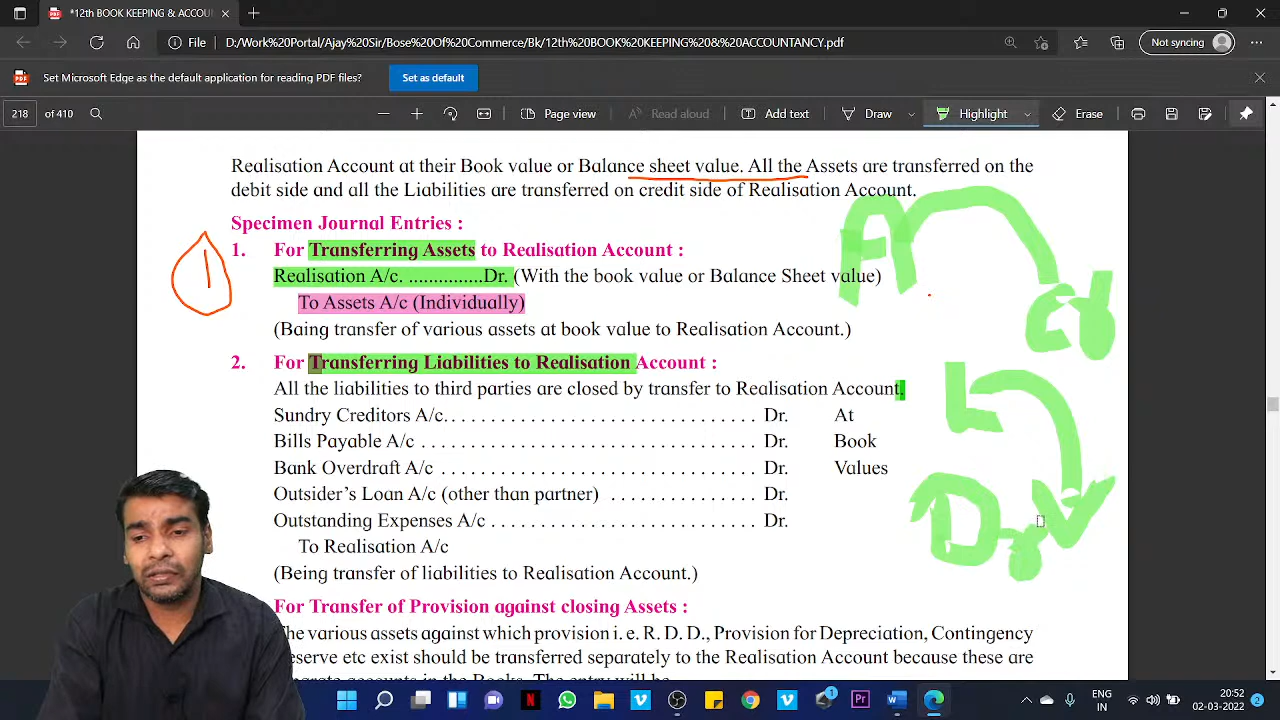 *12th BOOK KEEPING & ACCOUN
File D:/Work%20Portal/Ajay%20Sir/Bose%20Of%20Commerce/Bk/12th%20BOOK%20KEEPING%20&%20ACCOUNTANCY.pdf Not syncing
Set Microsoft Edge as the default application for reading PDF files? Set as default
218 of 410 Page view Read aloud Add text Draw Highlight Erase
Realisation Account at their Book value or Balance sheet value. All the Assets are transferred on the
debit side and all the Liabilities are transferred on credit side of Realisation Account.
Specimen Journal Entries :
1. For Transferring Assets to Realisation Account :
Realisation A/c. ...............Dr. (With the book value or Balance Sheet value)
To Assets A/c (Individually)
(Baing transfer of various assets at book value to Realisation Account.)
2. For Transferring Liabilities to Realisation Account :
All the liabilities to third parties are closed by transfer to Realisation Account.
Sundry Creditors A/c. . . . . . . . . . . . . . . . . . . . . . . . . . . . . . Dr. At
Bills Payable A/c . . . . . . . . . . . . . . . . . . . . . . . . . . . . . . . . Dr. Book
Bank Overdraft A/c . . . . . . . . . . . . . . . . . . . . . . . . . . . . . . Dr. Values
Outsider's Loan A/c (other than partner) . . . . . . . . . . . . . . Dr.
Outstanding Expenses A/c . . . . . . . . . . . . . . . . . . . . . . . . . Dr.
To Realisation A/c
(Being transfer of liabilities to Realisation Account.)
For Transfer of Provision against closing Assets :
The various assets against which provision i. e. R. D. D., Provision for Depreciation, Contingency
eserve etc exist should be transferred separately to the Realisation Account because these are
1
A
L
ENG 20:52
IN 02-03-2022